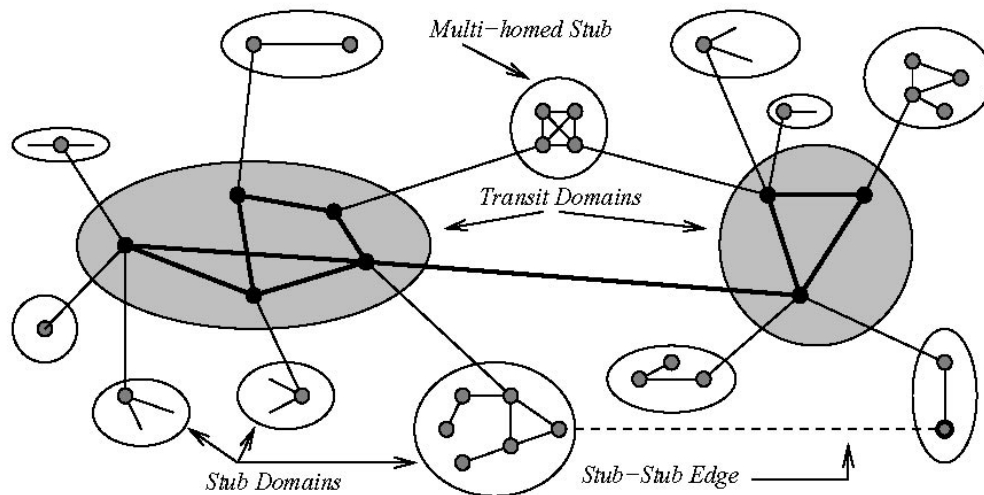 Multi-homed Stub
Transit Domains
Stub Domains
Stub-Stub Edge